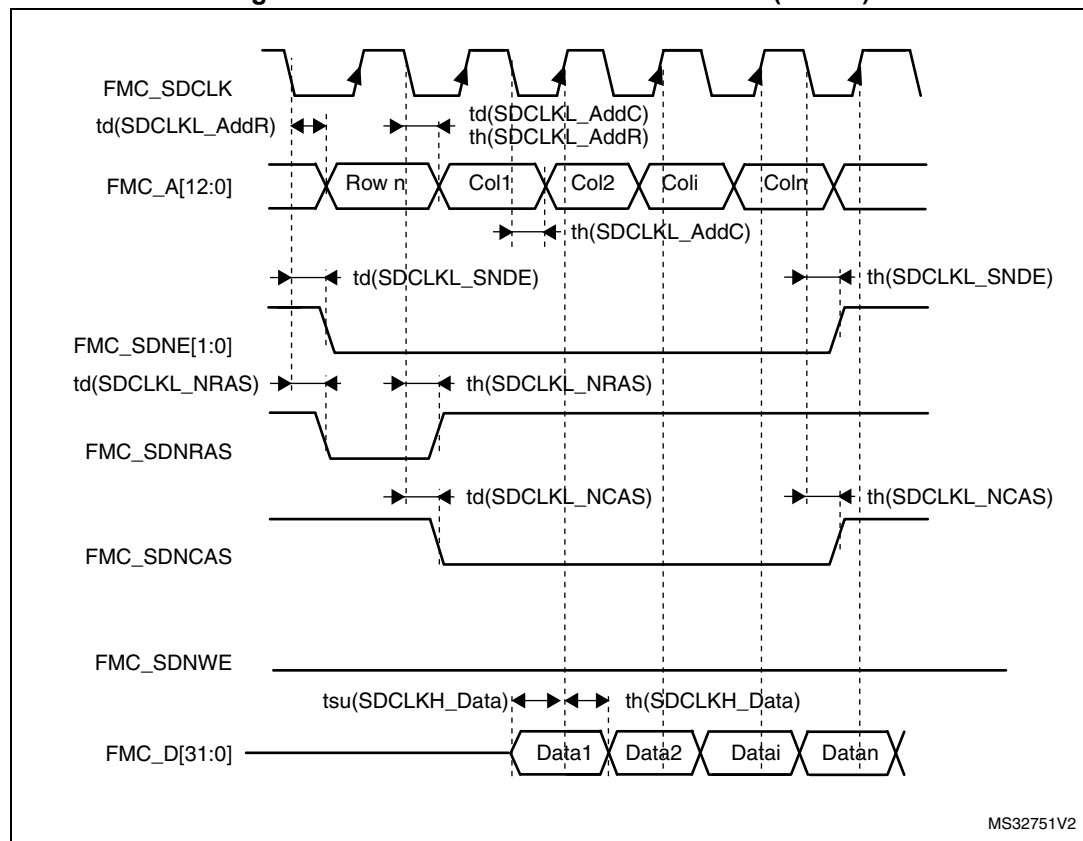 FMC_SDCLK
td(SDCLKL_AddR)
td(SDCLKL_AddC)
th(SDCLKL_AddR)
FMC_A[12:0]
Row n
Col1
Col2
Coli
Coln
th(SDCLKL_AddC)
td(SDCLKL_SNDE)
th(SDCLKL_SNDE)
FMC_SDNE[1:0]
td(SDCLKL_NRAS)
th(SDCLKL_NRAS)
FMC_SDNRAS
td(SDCLKL_NCAS)
th(SDCLKL_NCAS)
FMC_SDNCAS
FMC_SDNWE
tsu(SDCLKH_Data)
th(SDCLKH_Data)
FMC_D[31:0]
Data1
Data2
Datai
Datan
MS32751V2